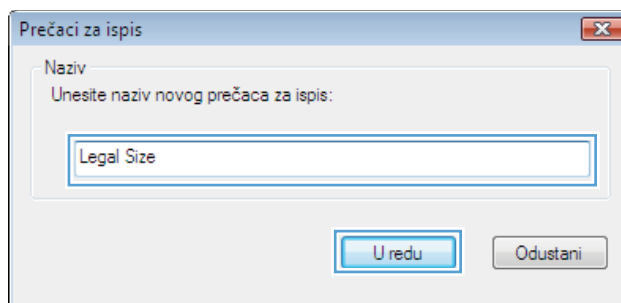 Prečaci za ispis
Naziv
Unesite naziv novog prečaca za ispis:
Legal Size
U redu
Odustani